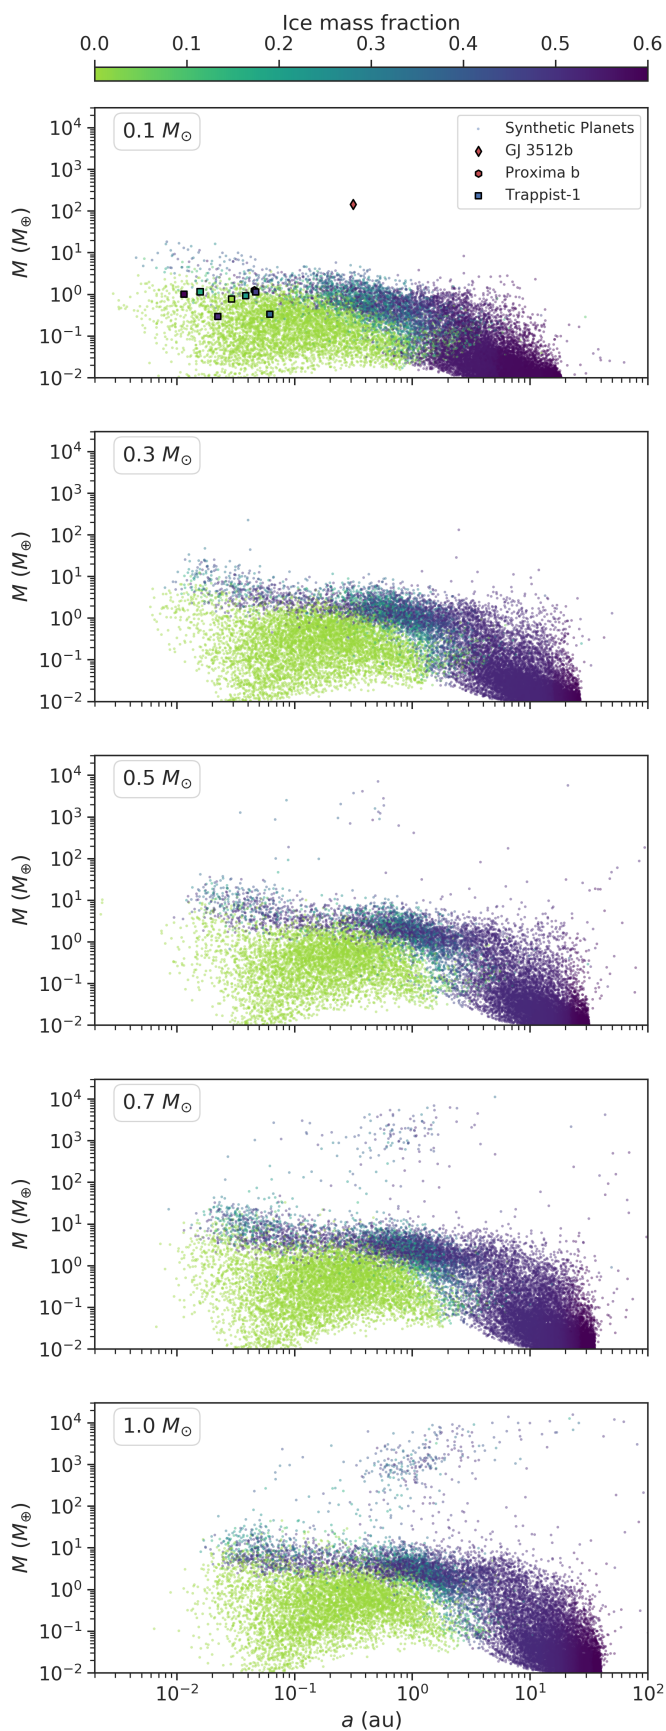 Ice mass fraction
0.0 0.1 0.2 0.3 0.4 0.5 0.6
0.1 M⊙
Synthetic Planets
GJ 3512b
Proxima b
Trappist-1
10⁴
10³
10²
10¹
10⁰
10⁻¹
10⁻²
M (M⊕)
0.3 M⊙
10⁴
10³
10²
10¹
10⁰
10⁻¹
10⁻²
M (M⊕)
0.5 M⊙
10⁴
10³
10²
10¹
10⁰
10⁻¹
10⁻²
M (M⊕)
0.7 M⊙
10⁴
10³
10²
10¹
10⁰
10⁻¹
10⁻²
M (M⊕)
1.0 M⊙
10⁴
10³
10²
10¹
10⁰
10⁻¹
10⁻²
M (M⊕)
10⁻² 10⁻¹ 10⁰ 10¹ 10²
a (au)